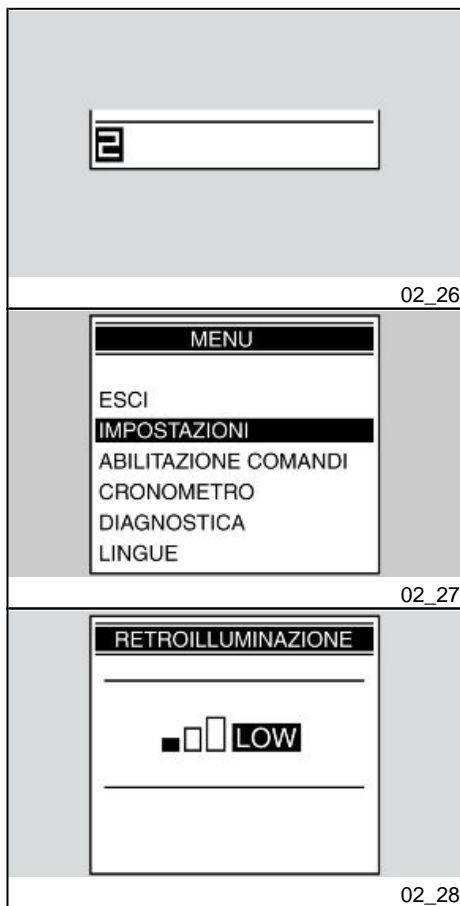 2
02_26
MENU
ESCI
IMPOSTAZIONI
ABILITAZIONE COMANDI
CRONOMETRO
DIAGNOSTICA
LINGUE
02_27
RETROILLUMINAZIONE
LOW
02_28